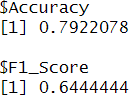 $Accuracy
[1] 0.7922078
$F1_Score
[1] 0.6444444